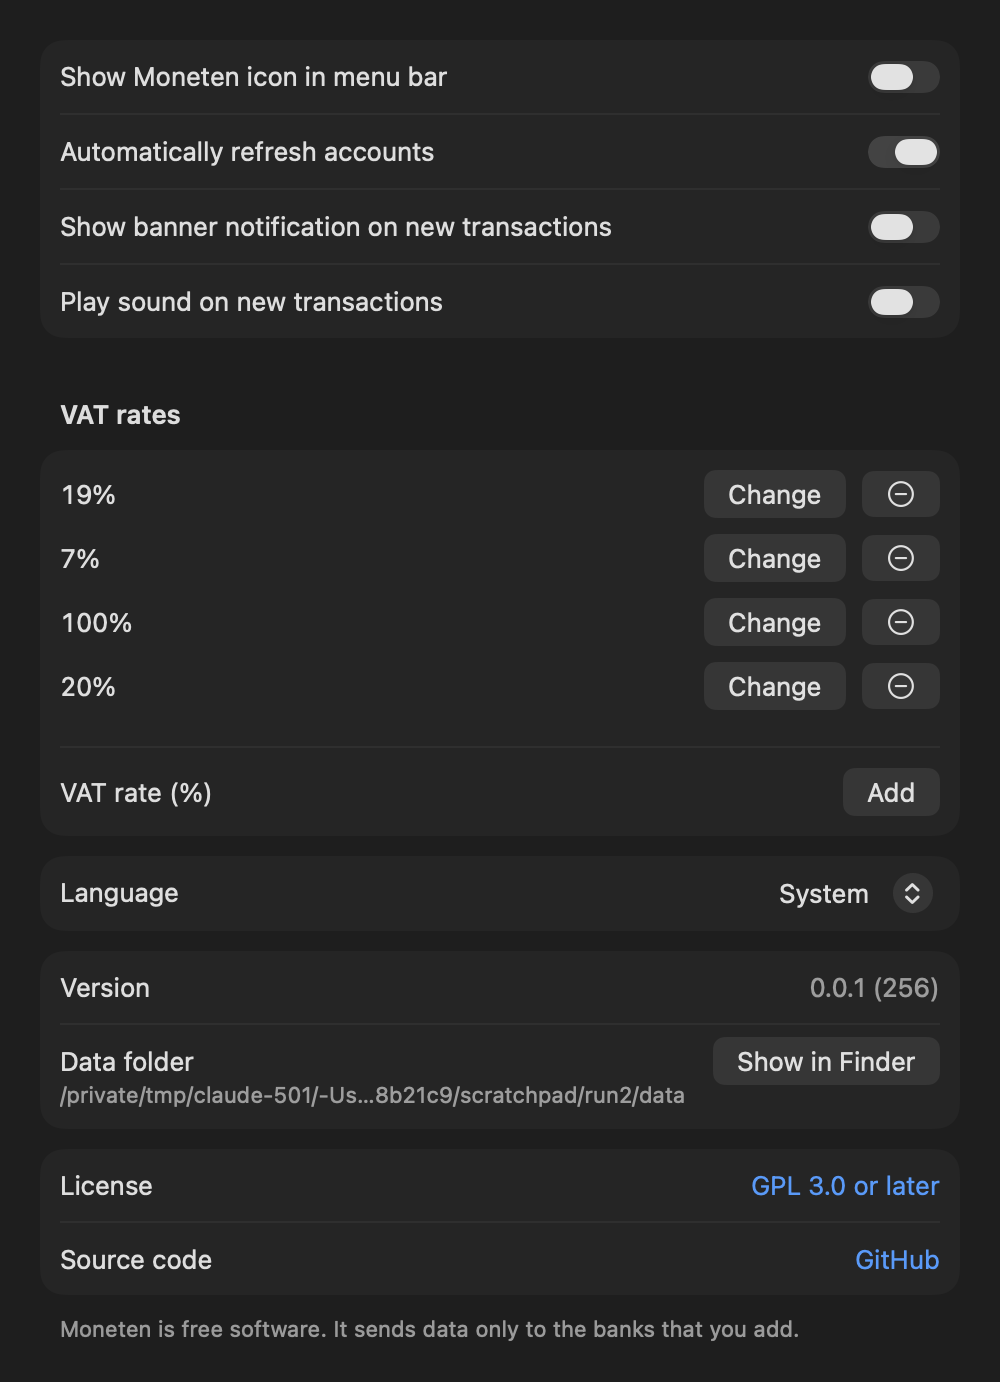 Show Moneten icon in menu bar
Automatically refresh accounts
Show banner notification on new transactions
Play sound on new transactions
VAT rates
19% Change
7% Change
100% Change
20% Change
VAT rate (%) Add
Language System
Version 0.0.1 (256)
Data folder Show in Finder
/private/tmp/claude-501/-Us...8b21c9/scratchpad/run2/data
License GPL 3.0 or later
Source code GitHub
Moneten is free software. It sends data only to the banks that you add.